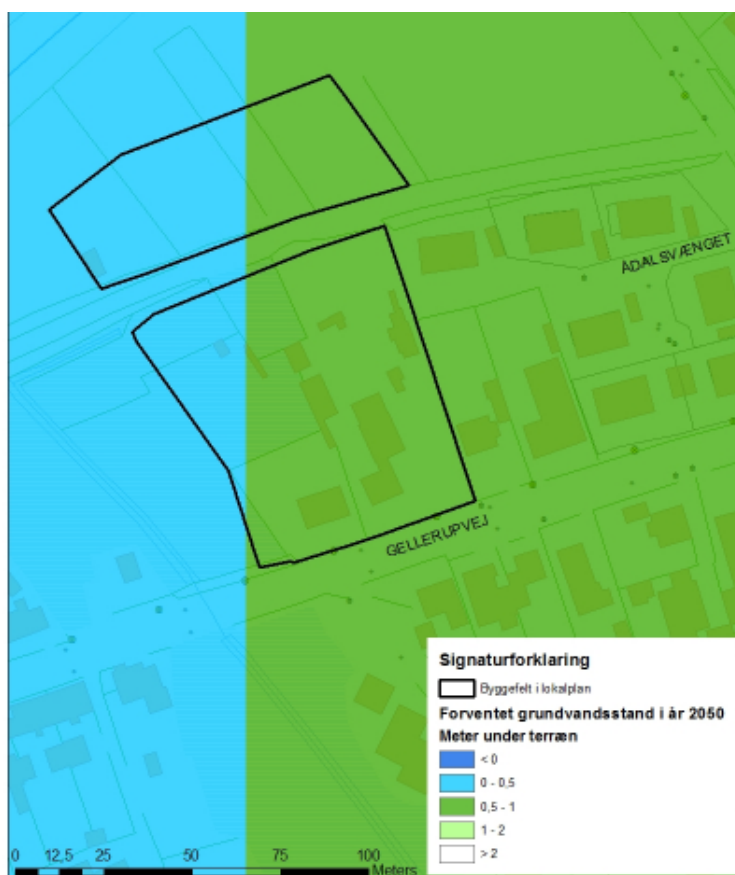 ÅDALSVÆNGET
GELLERUPVEJ
Signaturforklaring
Byggefelt i lokalplan
Forventet grundvandsstand i år 2050
Meter under terræn
< 0
0 - 0,5
0,5 - 1
1 - 2
> 2
0 12,5 25 50 75 100
Meters